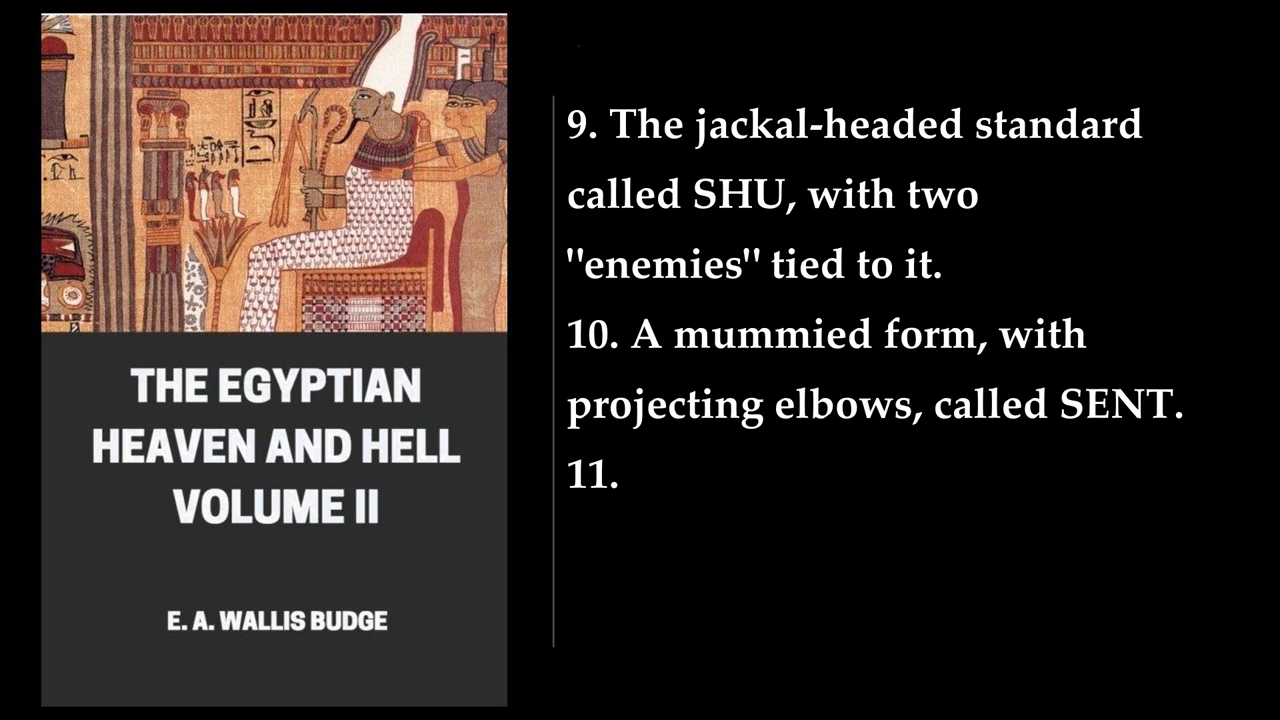 THE EGYPTIAN
HEAVEN AND HELL
VOLUME II
E. A. WALLIS BUDGE
9. The jackal-headed standard
called SHU, with two
"enemies" tied to it.
10. A mummied form, with
projecting elbows, called SENT.
11.